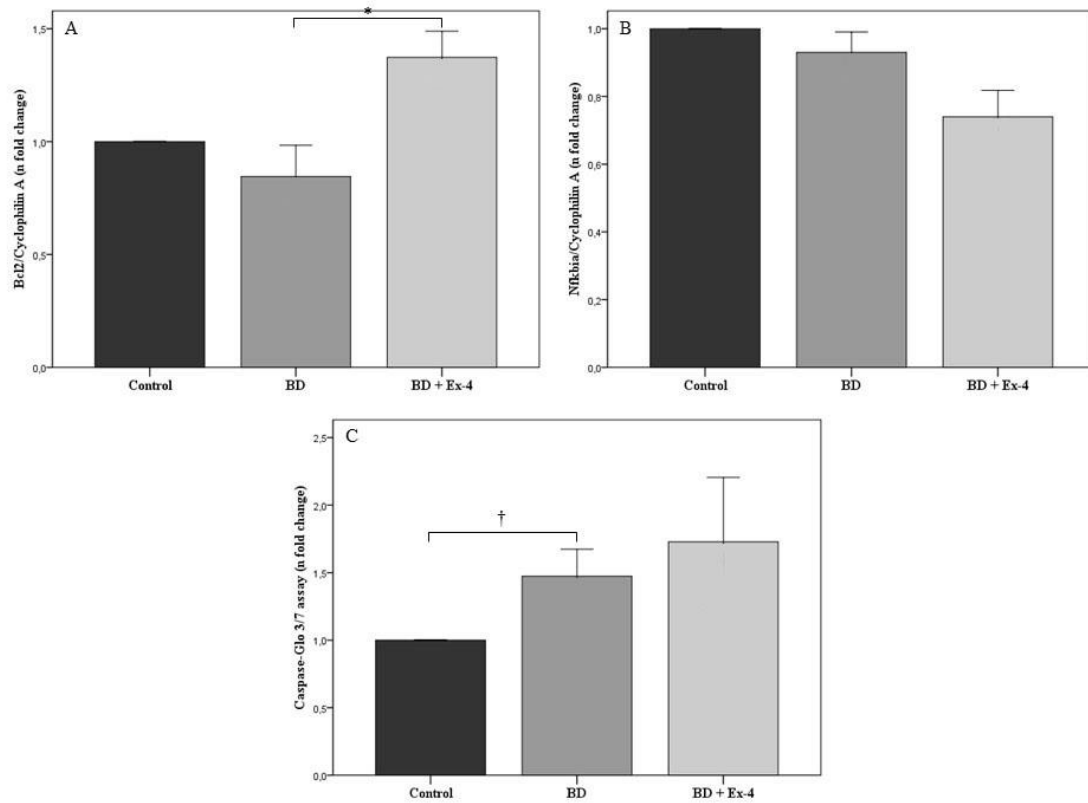 A
*
Bcl2/Cyclophilin A (n fold change)
1,5
1,0
0,5
0,0
Control BD BD + Ex-4
B
Nfkbia/Cyclophilin A (n fold change)
1,0
0,8
0,6
0,4
0,2
0,0
Control BD BD + Ex-4
C
†
Caspase-Glo 3/7 assay (n fold change)
2,5
2,0
1,5
1,0
0,5
0,0
Control BD BD + Ex-4